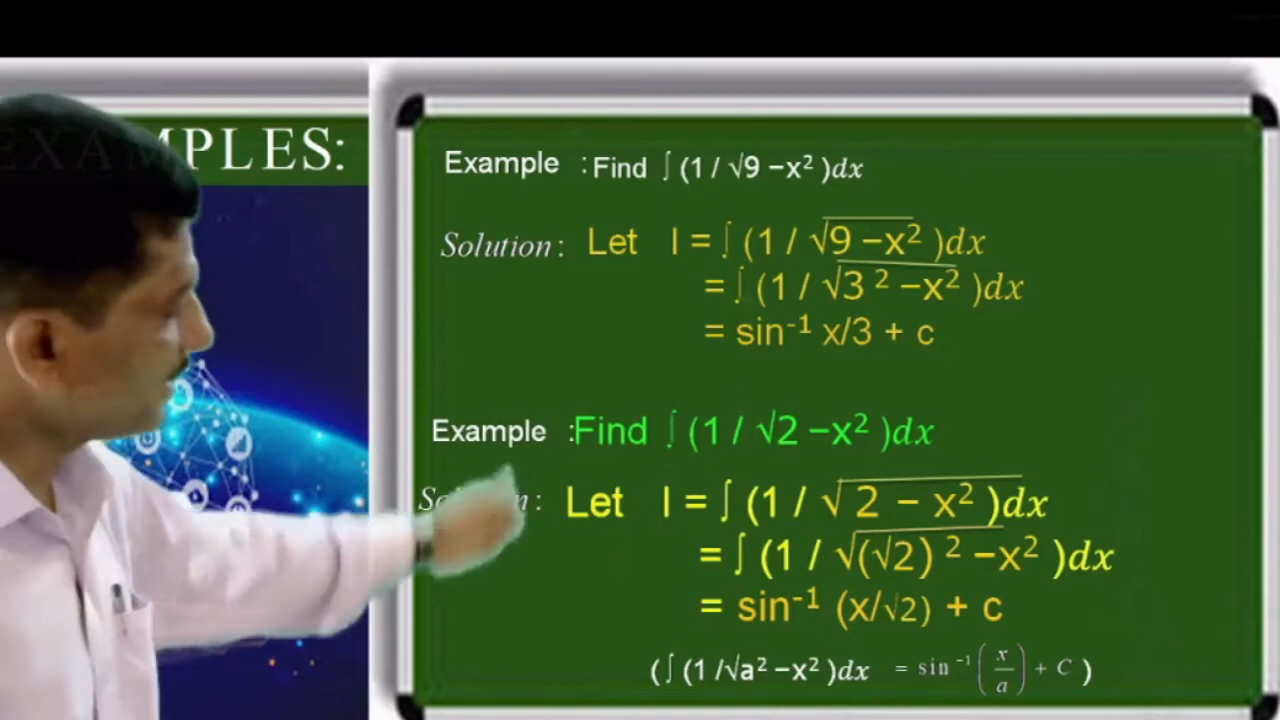 EXAMPLES:
Example : Find ∫ (1 / √9 −x² )dx
Solution : Let I = ∫ (1 / √9 −x² )dx
= ∫ (1 / √3 ² −x² )dx
= sin⁻¹ x/3 + c
Example :Find ∫ (1 / √2 −x² )dx
Solution : Let I = ∫ (1 / √ 2 − x² )dx
= ∫ (1 / √(√2) ² −x² )dx
= sin⁻¹ (x/√2) + c
(∫ (1 /√a² −x² )dx = sin⁻¹ (x/a) + C )